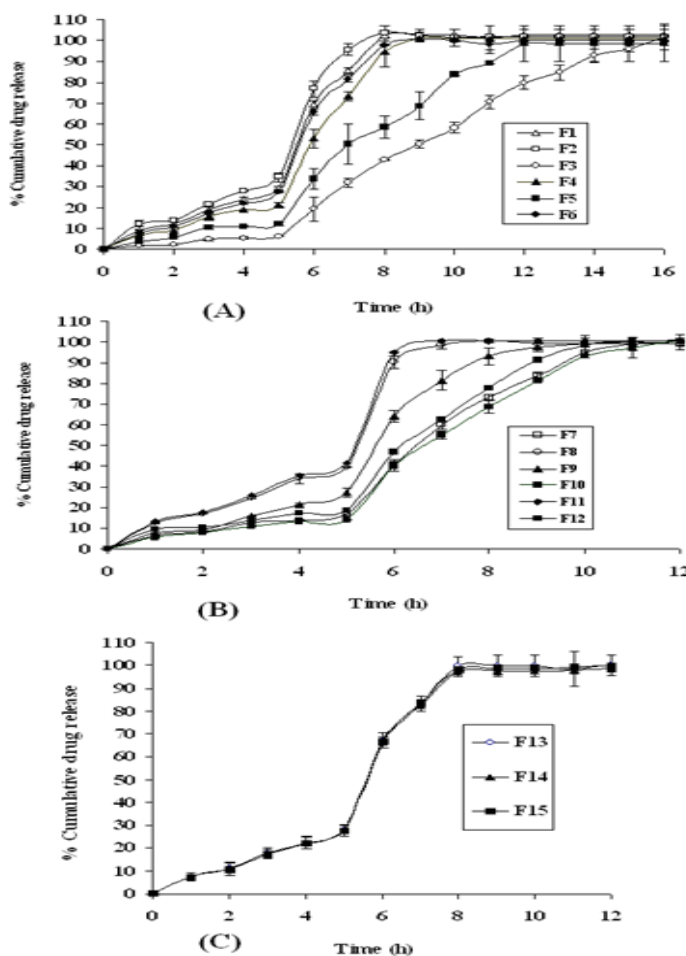 110
100
90
80
70
60
50
40
30
20
10
0
% Cumulative drug release
F1
F2
F3
F4
F5
F6
0 2 4 6 8 10 12 14 16
Time (h)
(A)
110
100
90
80
70
60
50
40
30
20
10
0
% Cumulative drug release
F7
F8
F9
F10
F11
F12
0 2 4 6 8 10 12
Time (h)
(B)
110
100
90
80
70
60
50
40
30
20
10
0
% Cumulative drug release
F13
F14
F15
0 2 4 6 8 10 12
Time (h)
(C)